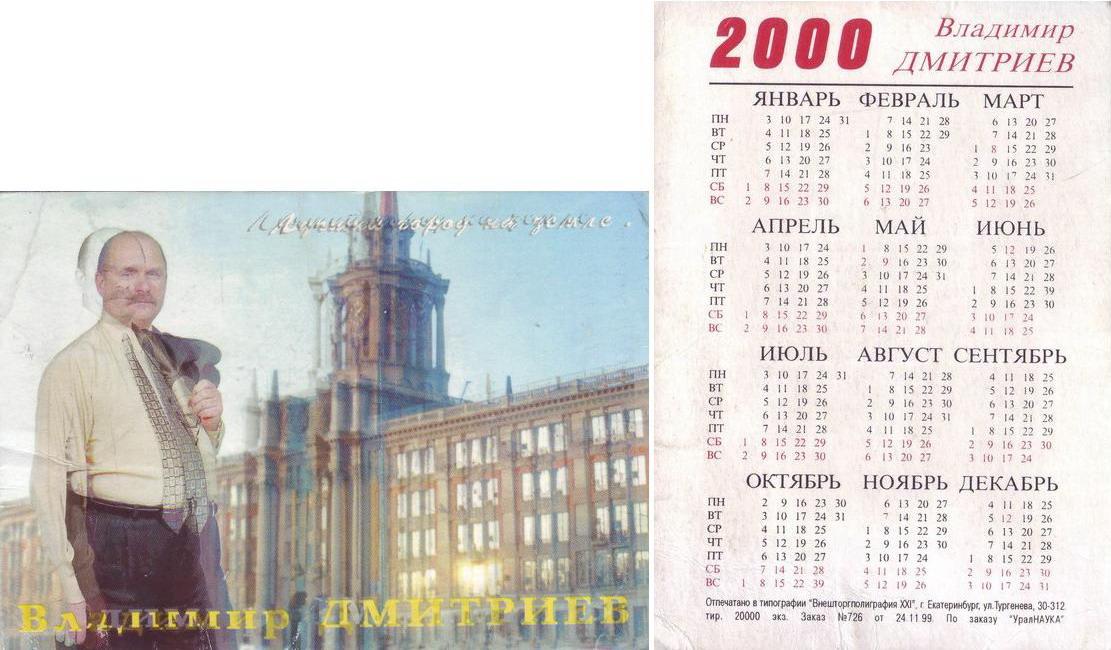 Лучший город на земле.
Владимир ДМИТРИЕВ
2000 Владимир
ДМИТРИЕВ
ЯНВАРЬ ФЕВРАЛЬ МАРТ
ПН 3 10 17 24 31 7 14 21 28 6 13 20 27
ВТ 4 11 18 25 1 8 15 22 29 7 14 21 28
СР 5 12 19 26 2 9 16 23 1 8 15 22 29
ЧТ 6 13 20 27 3 10 17 24 2 9 16 23 30
ПТ 7 14 21 28 4 11 18 25 3 10 17 24 31
СБ 1 8 15 22 29 5 12 19 26 4 11 18 25
ВС 2 9 16 23 30 6 13 20 27 5 12 19 26
АПРЕЛЬ МАЙ ИЮНЬ
ПН 3 10 17 24 1 8 15 22 29 5 12 19 26
ВТ 4 11 18 25 2 9 16 23 30 6 13 20 27
СР 5 12 19 26 3 10 17 24 31 7 14 21 28
ЧТ 6 13 20 27 4 11 18 25 1 8 15 22 39
ПТ 7 14 21 28 5 12 19 26 2 9 16 23 30
СБ 1 8 15 22 29 6 13 20 27 3 10 17 24
ВС 2 9 16 23 30 7 14 21 28 4 11 18 25
ИЮЛЬ АВГУСТ СЕНТЯБРЬ
ПН 3 10 17 24 31 7 14 21 28 4 11 18 25
ВТ 4 11 18 25 1 8 15 22 29 5 12 19 26
СР 5 12 19 26 2 9 16 23 30 6 13 20 27
ЧТ 6 13 20 27 3 10 17 24 31 7 14 21 28
ПТ 7 14 21 28 4 11 18 25 1 8 15 22 29
СБ 1 8 15 22 29 5 12 19 26 2 9 16 23 30
ВС 2 9 16 23 30 6 13 20 27 3 10 17 24
ОКТЯБРЬ НОЯБРЬ ДЕКАБРЬ
ПН 2 9 16 23 30 6 13 20 27 4 11 18 25
ВТ 3 10 17 24 31 7 14 21 28 5 12 19 26
СР 4 11 18 25 1 8 15 22 29 6 13 20 27
ЧТ 5 12 19 26 2 9 16 23 30 7 14 21 28
ПТ 6 13 20 27 3 10 17 24 1 8 15 22 29
СБ 7 14 21 28 4 11 18 25 2 9 16 23 30
ВС 1 8 15 22 39 5 12 19 26 3 10 17 24 31
Отпечатано в типографии "Внешторгполиграфия XXI", г. Екатеринбург, ул.Тургенева, 30-312
тир. 20000 экз. Заказ №726 от 24.11.99. По заказу "УралНАУКА"